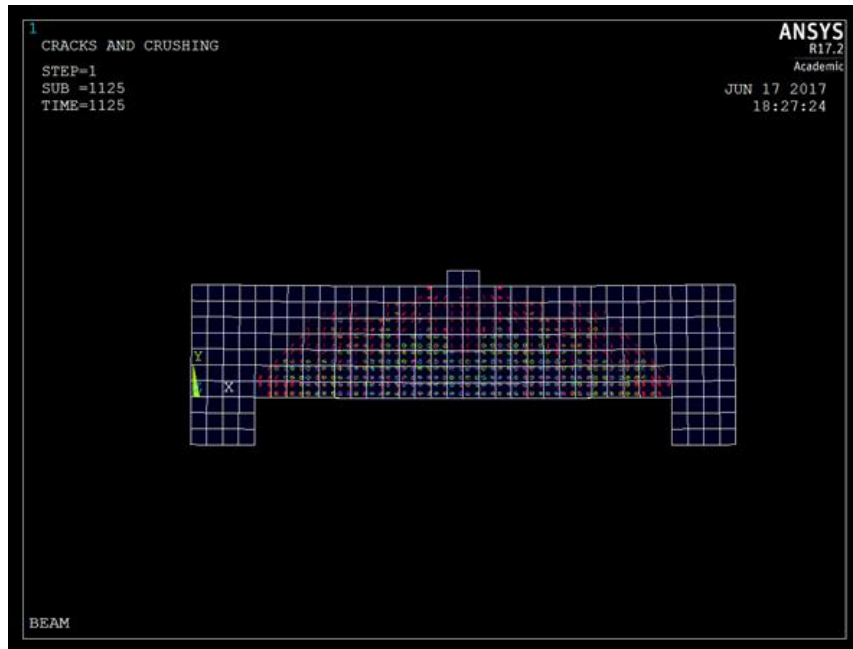 1
CRACKS AND CRUSHING
STEP=1
SUB =1125
TIME=1125
ANSYS
R17.2
Academic
JUN 17 2017
18:27:24
Y
X
BEAM